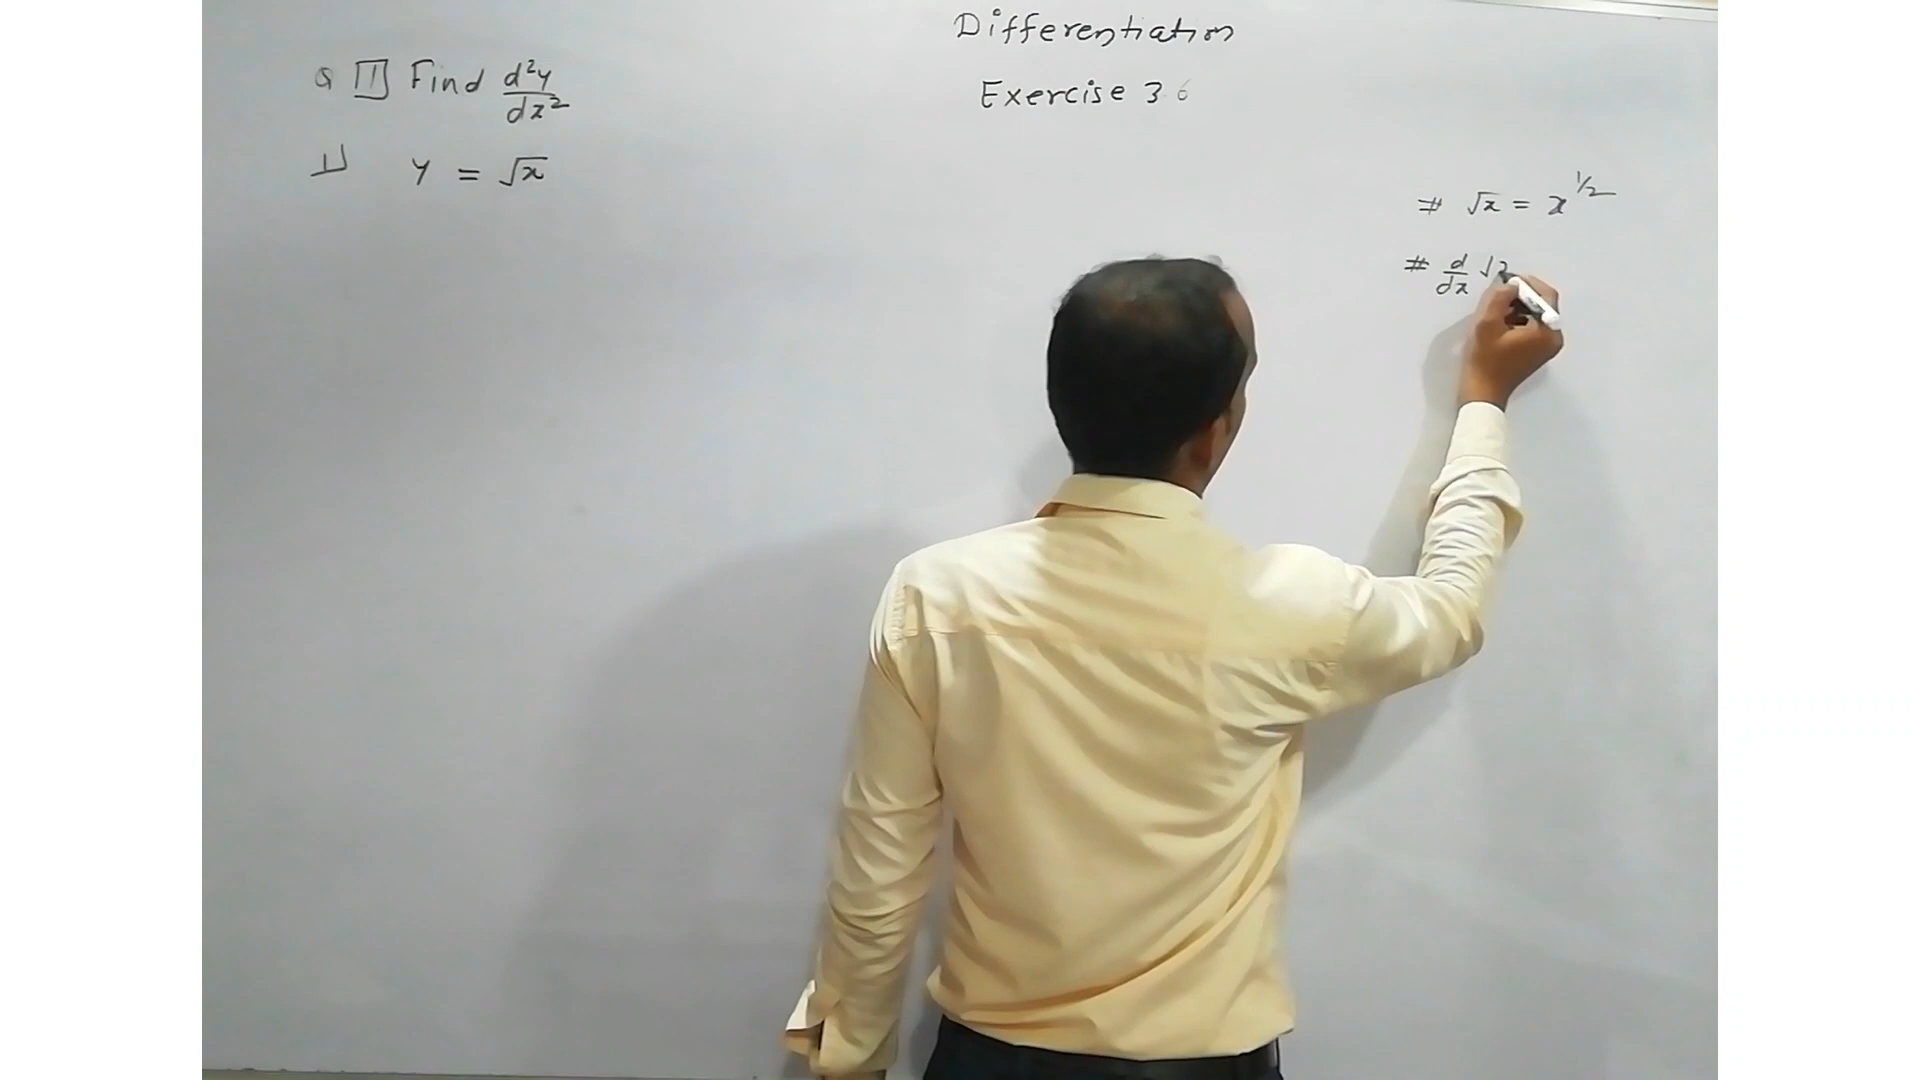 Differentiation
Exercise 3.6
Q 1] Find d²y/dx²
1) y = √x
# √x = x^1/2
# d/dx √x